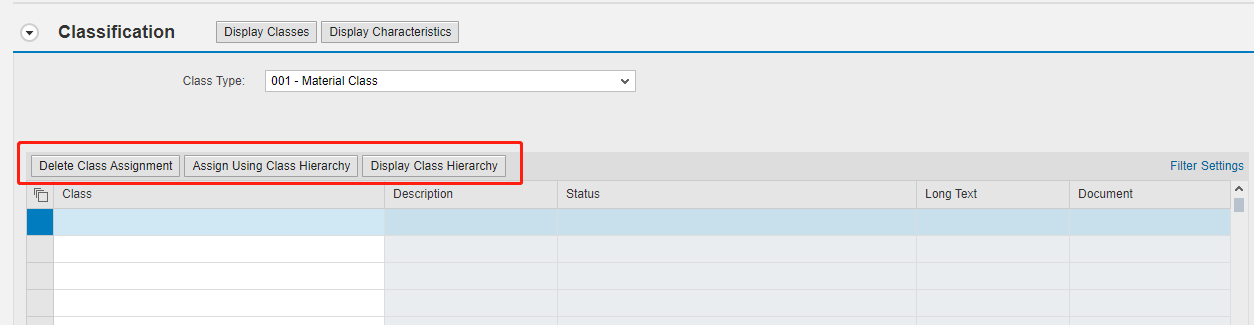 Classification Display Classes Display Characteristics
Class Type: 001 - Material Class
Delete Class Assignment Assign Using Class Hierarchy Display Class Hierarchy Filter Settings
Class Description Status Long Text Document